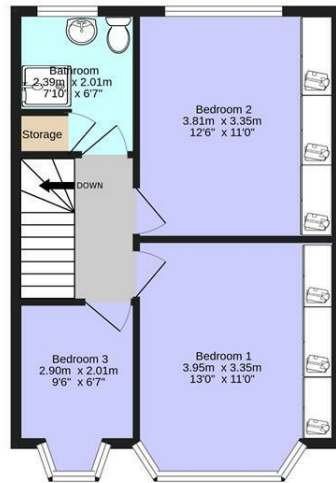 Bathroom
2.39m x 2.01m
7'10" x 6'7"
Storage
DOWN
Bedroom 2
3.81m x 3.35m
12'6" x 11'0"
Bedroom 3
2.90m x 2.01m
9'6" x 6'7"
Bedroom 1
3.95m x 3.35m
13'0" x 11'0"